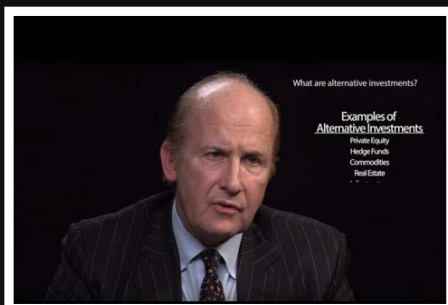 What are alternative investments?
Examples of
Alternative Investments
Private Equity
Hedge Funds
Commodities
Real Estate